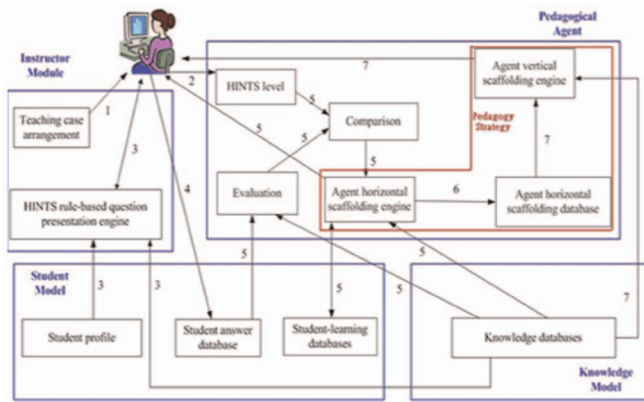 Pedagogical
Agent
Instructor
Module
7
2
HINTS level
Agent vertical
scaffolding engine
Teaching case
arrangement
1
5
5
Comparison
Pedagogy
Strategy
5
7
3
5
HINTS rule-based question
presentation engine
4
Evaluation
Agent horizontal
scaffolding engine
6
Agent horizontal
scaffolding database
Student
Model
3
3
5
5
5
5
7
Student profile
Student answer
database
Student-learning
databases
Knowledge databases
Knowledge
Model